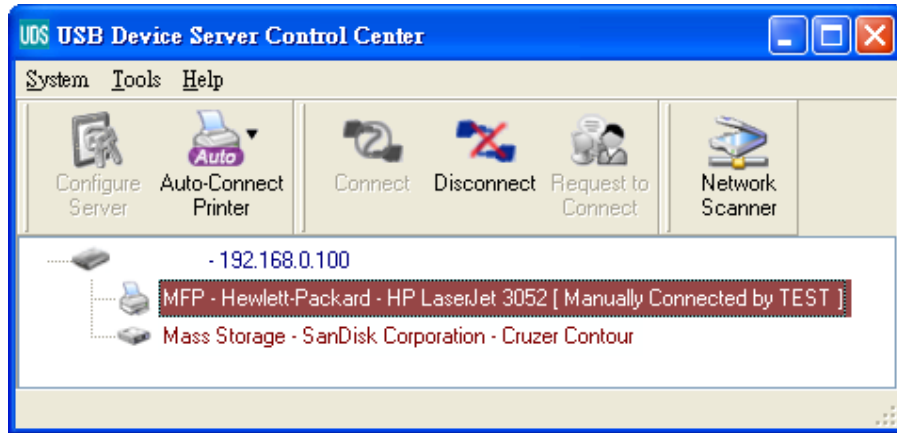 UDS USB Device Server Control Center
System Tools Help
Auto
Configure Server
Auto-Connect Printer
Connect
Disconnect
Request to Connect
Network Scanner
- 192.168.0.100
MFP - Hewlett-Packard - HP LaserJet 3052 [ Manually Connected by TEST ]
Mass Storage - SanDisk Corporation - Cruzer Contour